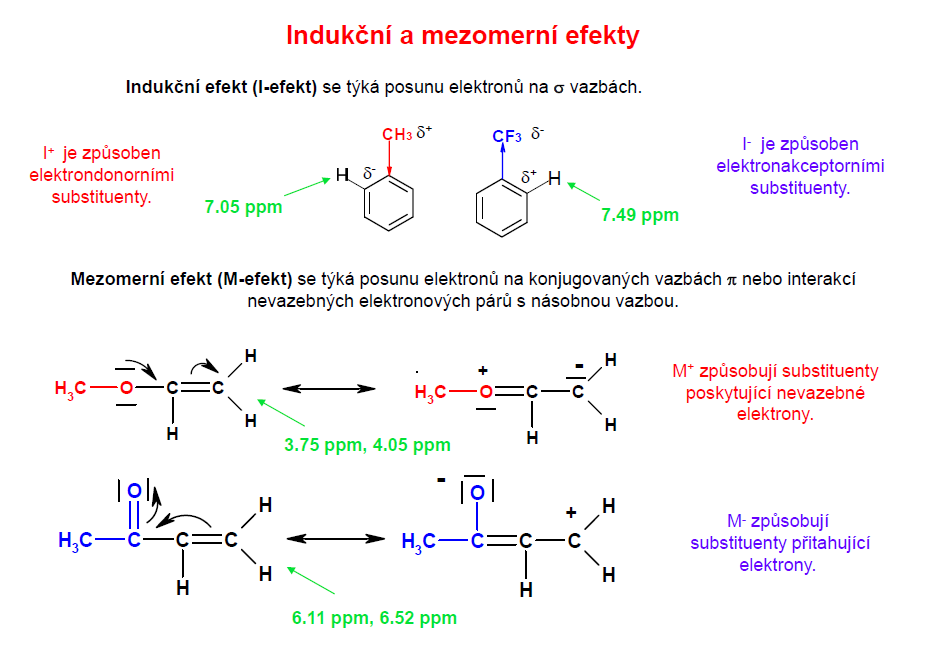 Indukční a mezomerní efekty
Indukční efekt (I-efekt) se týká posunu elektronů na σ vazbách.
I+ je způsoben
elektrondonorními
substituenty.
CH3 δ+
H δ-
7.05 ppm
CF3 δ-
δ+ H
7.49 ppm
I- je způsoben
elektronakceptorními
substituenty.
Mezomerní efekt (M-efekt) se týká posunu elektronů na konjugovaných vazbách π nebo interakcí
nevazebných elektronových párů s násobnou vazbou.
H
H3C O C C
H
H
3.75 ppm, 4.05 ppm
+ - H
H3C O C C
H
H
M+ způsobují substituenty
poskytující nevazebné
elektrony.
O
H
H3C C C C
H
H
6.11 ppm, 6.52 ppm
- O
+ H
H3C C C C
H
H
M- způsobují
substituenty přitahující
elektrony.